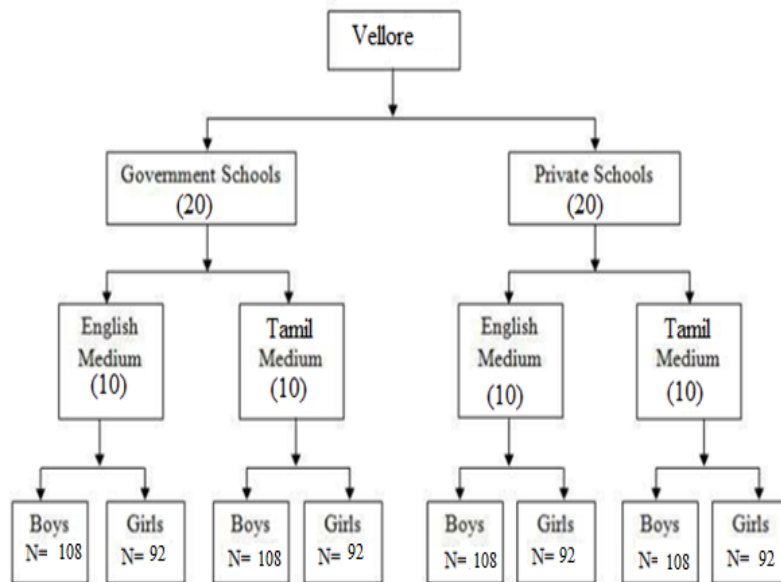 Vellore
Government Schools
(20)
Private Schools
(20)
English
Medium
(10)
Tamil
Medium
(10)
English
Medium
(10)
Tamil
Medium
(10)
Boys
N= 108
Girls
N= 92
Boys
N= 108
Girls
N= 92
Boys
N= 108
Girls
N= 92
Boys
N= 108
Girls
N= 92